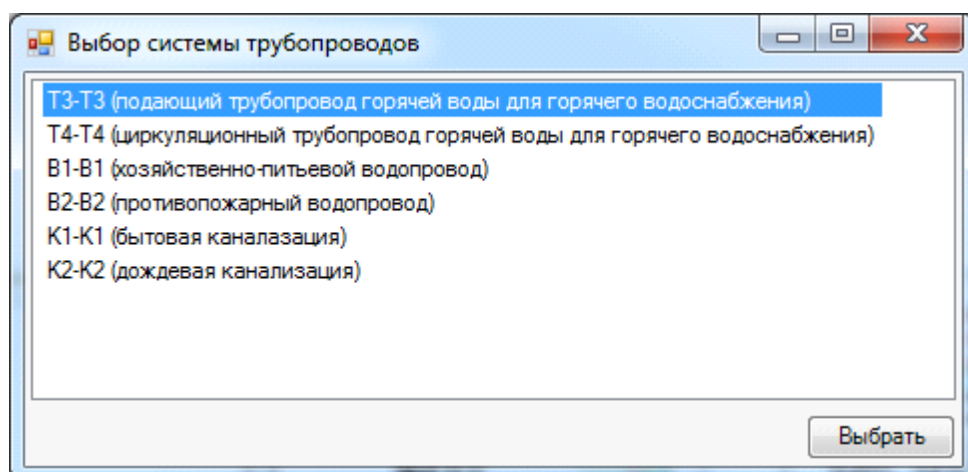 Выбор системы трубопроводов
Т3-Т3 (подающий трубопровод горячей воды для горячего водоснабжения)
Т4-Т4 (циркуляционный трубопровод горячей воды для горячего водоснабжения)
В1-В1 (хозяйственно-питьевой водопровод)
В2-В2 (противопожарный водопровод)
К1-К1 (бытовая каналазация)
К2-К2 (дождевая канализация)
Выбрать